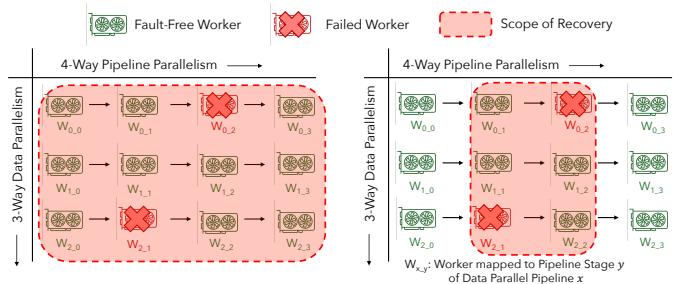 Fault-Free Worker
Failed Worker
Scope of Recovery
4-Way Pipeline Parallelism
3-Way Data Parallelism
W0_0
W0_1
W0_2
W0_3
W1_0
W1_1
W1_2
W1_3
W2_0
W2_1
W2_2
W2_3
4-Way Pipeline Parallelism
3-Way Data Parallelism
W0_0
W0_1
W0_2
W0_3
W1_0
W1_1
W1_2
W1_3
W2_0
W2_1
W2_2
W2_3
Wx_y: Worker mapped to Pipeline Stage y
of Data Parallel Pipeline x